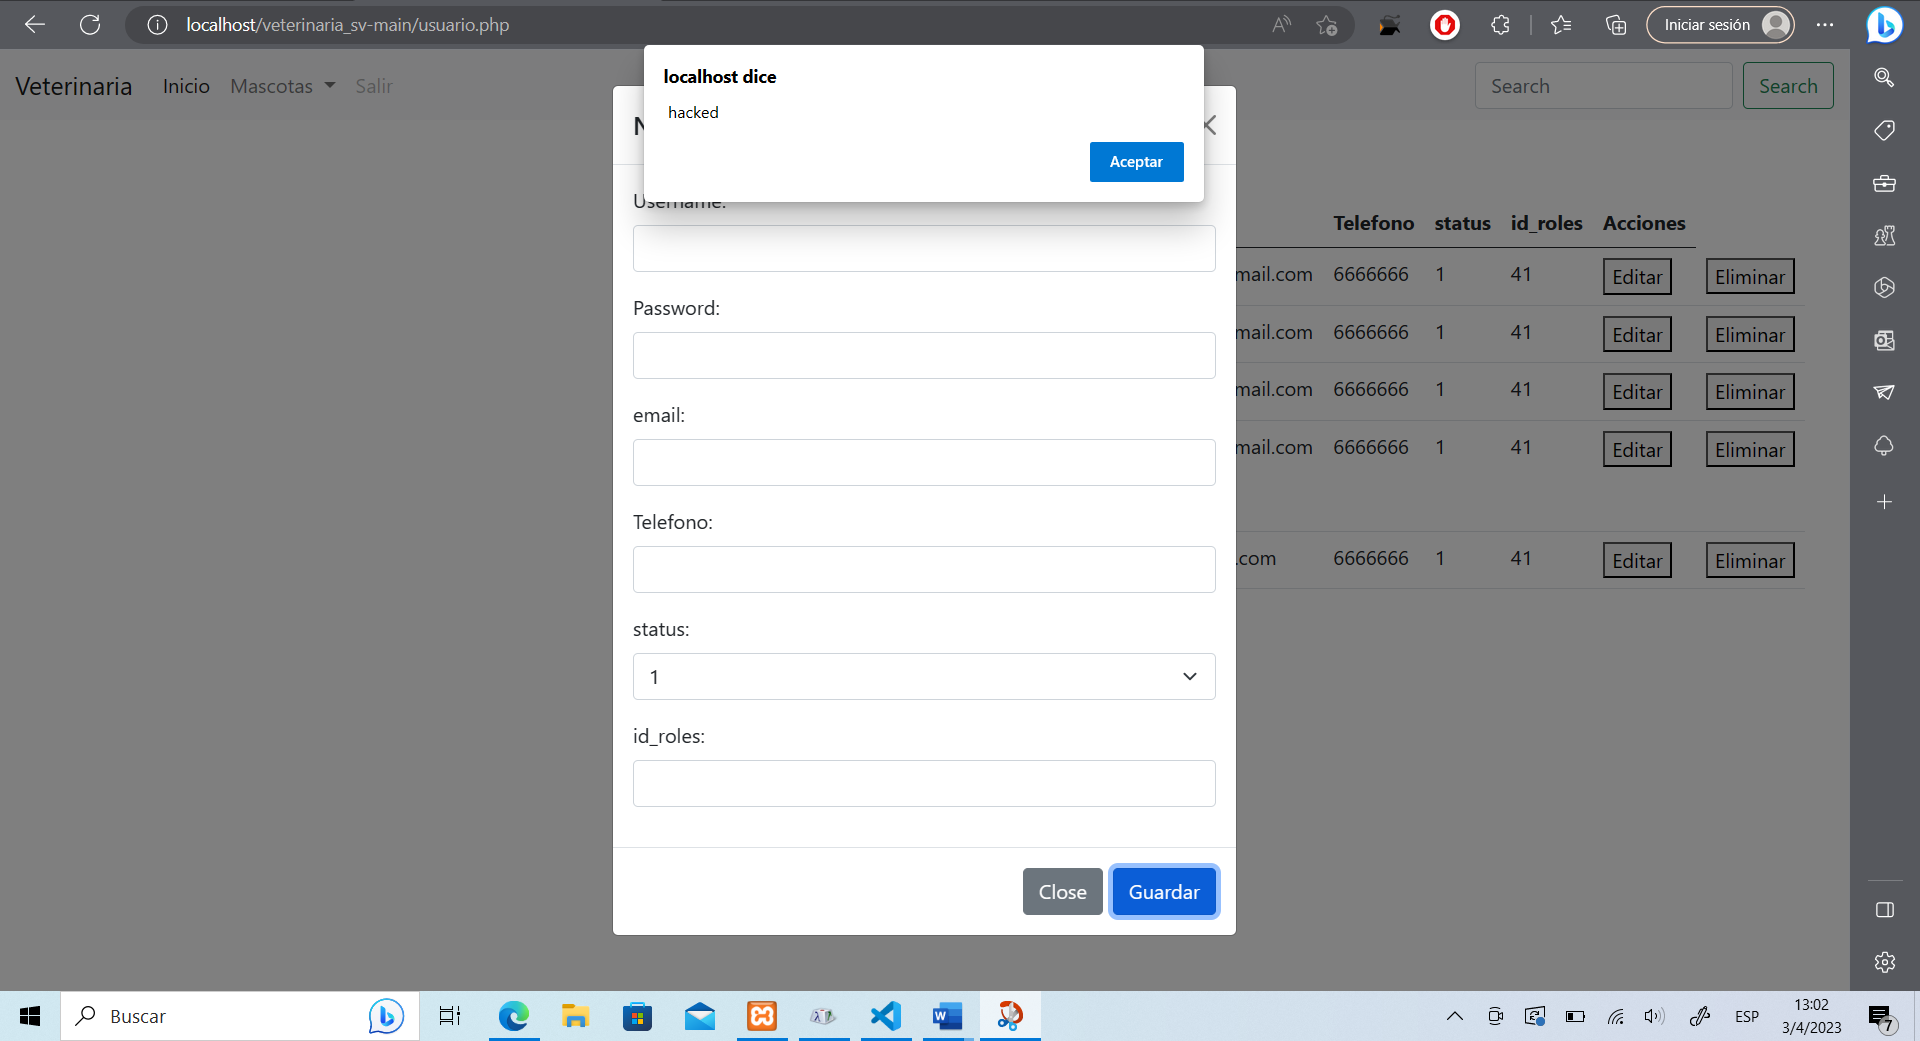 localhost/veterinaria_sv-main/usuario.php
Iniciar sesión
localhost dice
hacked
Aceptar
Veterinaria Inicio Mascotas Salir
Search Search
Username:
Password:
email:
Telefono:
status:
1
id_roles:
Close Guardar
Telefono status id_roles Acciones
mail.com 6666666 1 41 Editar Eliminar
mail.com 6666666 1 41 Editar Eliminar
mail.com 6666666 1 41 Editar Eliminar
mail.com 6666666 1 41 Editar Eliminar
.com 6666666 1 41 Editar Eliminar
Buscar
ESP
13:02
3/4/2023
7